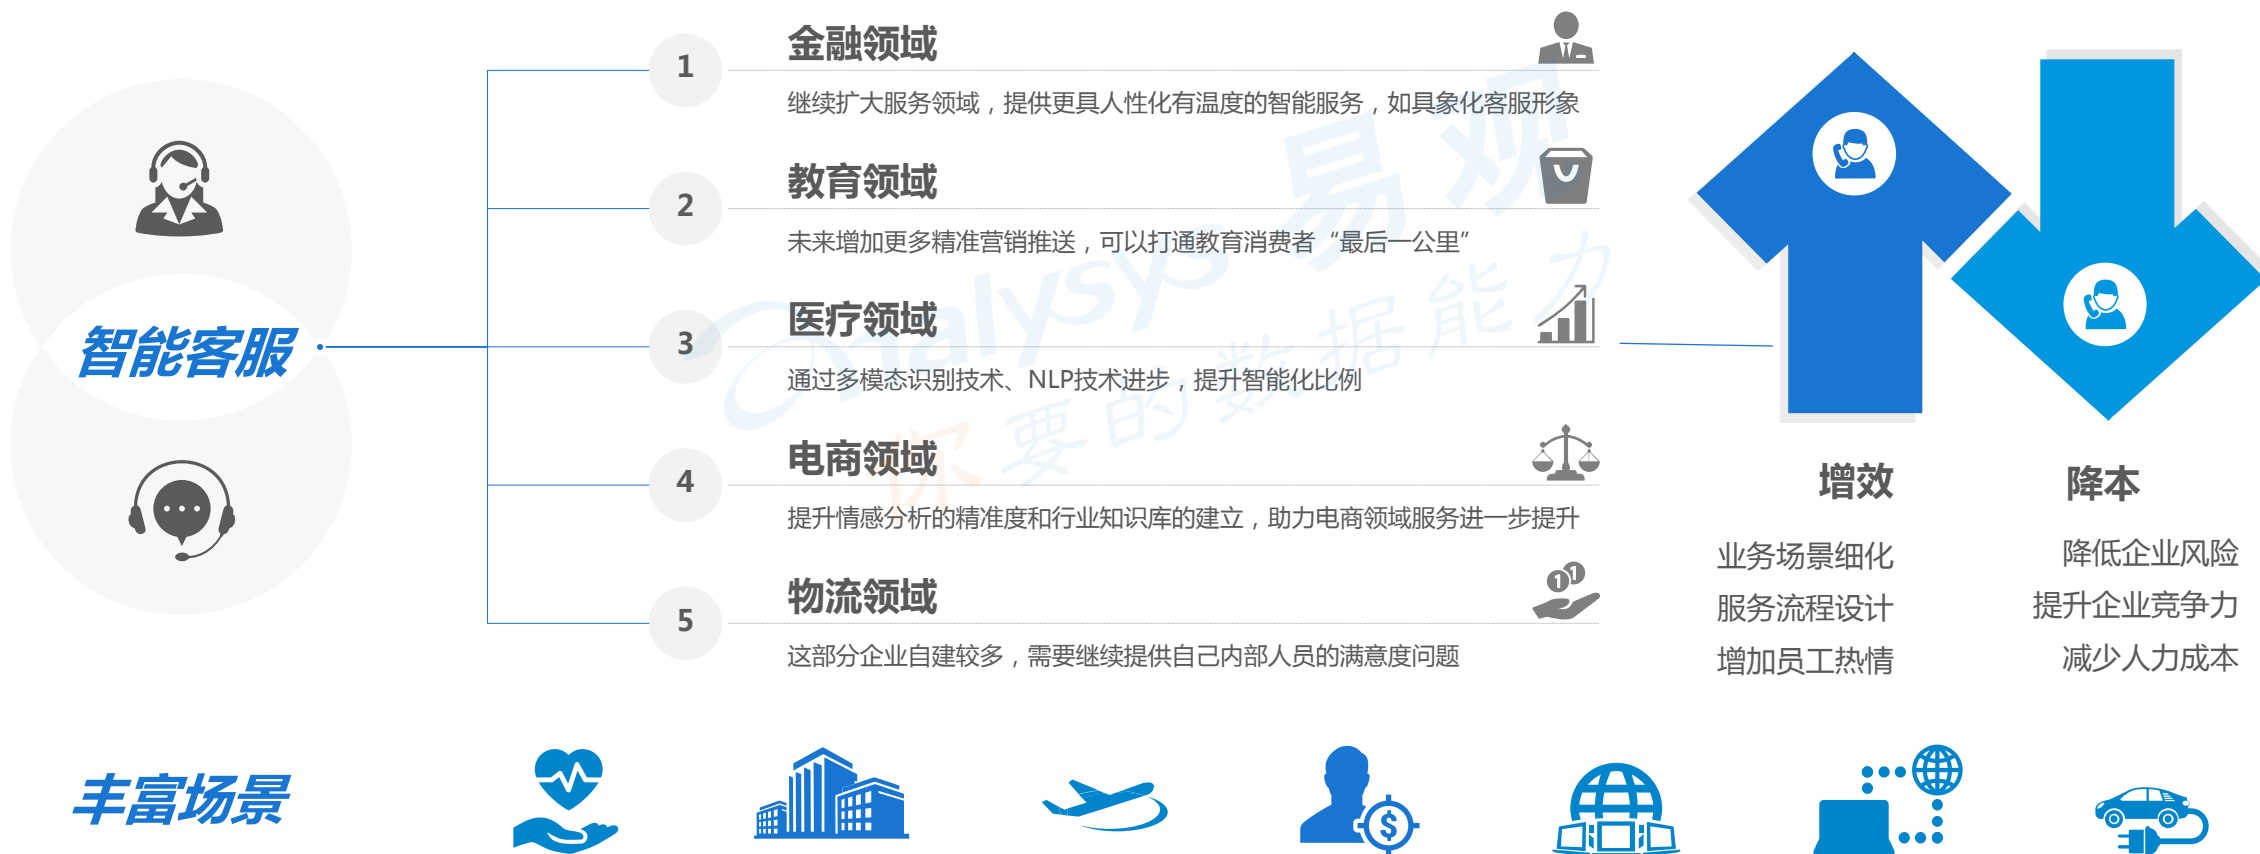 1
金融领域
继续扩大服务领域，提供更具人性化有温度的智能服务，如具象化客服形象
2
教育领域
未来增加更多精准营销推送，可以打通教育消费者“最后一公里”
智能客服
3
医疗领域
通过多模态识别技术、NLP技术进步，提升智能化比例
4
电商领域
提升情感分析的精准度和行业知识库的建立，助力电商领域服务进一步提升
5
物流领域
这部分企业自建较多，需要继续提供自己内部人员的满意度问题
增效
业务场景细化
服务流程设计
增加员工热情
降本
降低企业风险
提升企业竞争力
减少人力成本
丰富场景
analysys 易观
你要的数据能力